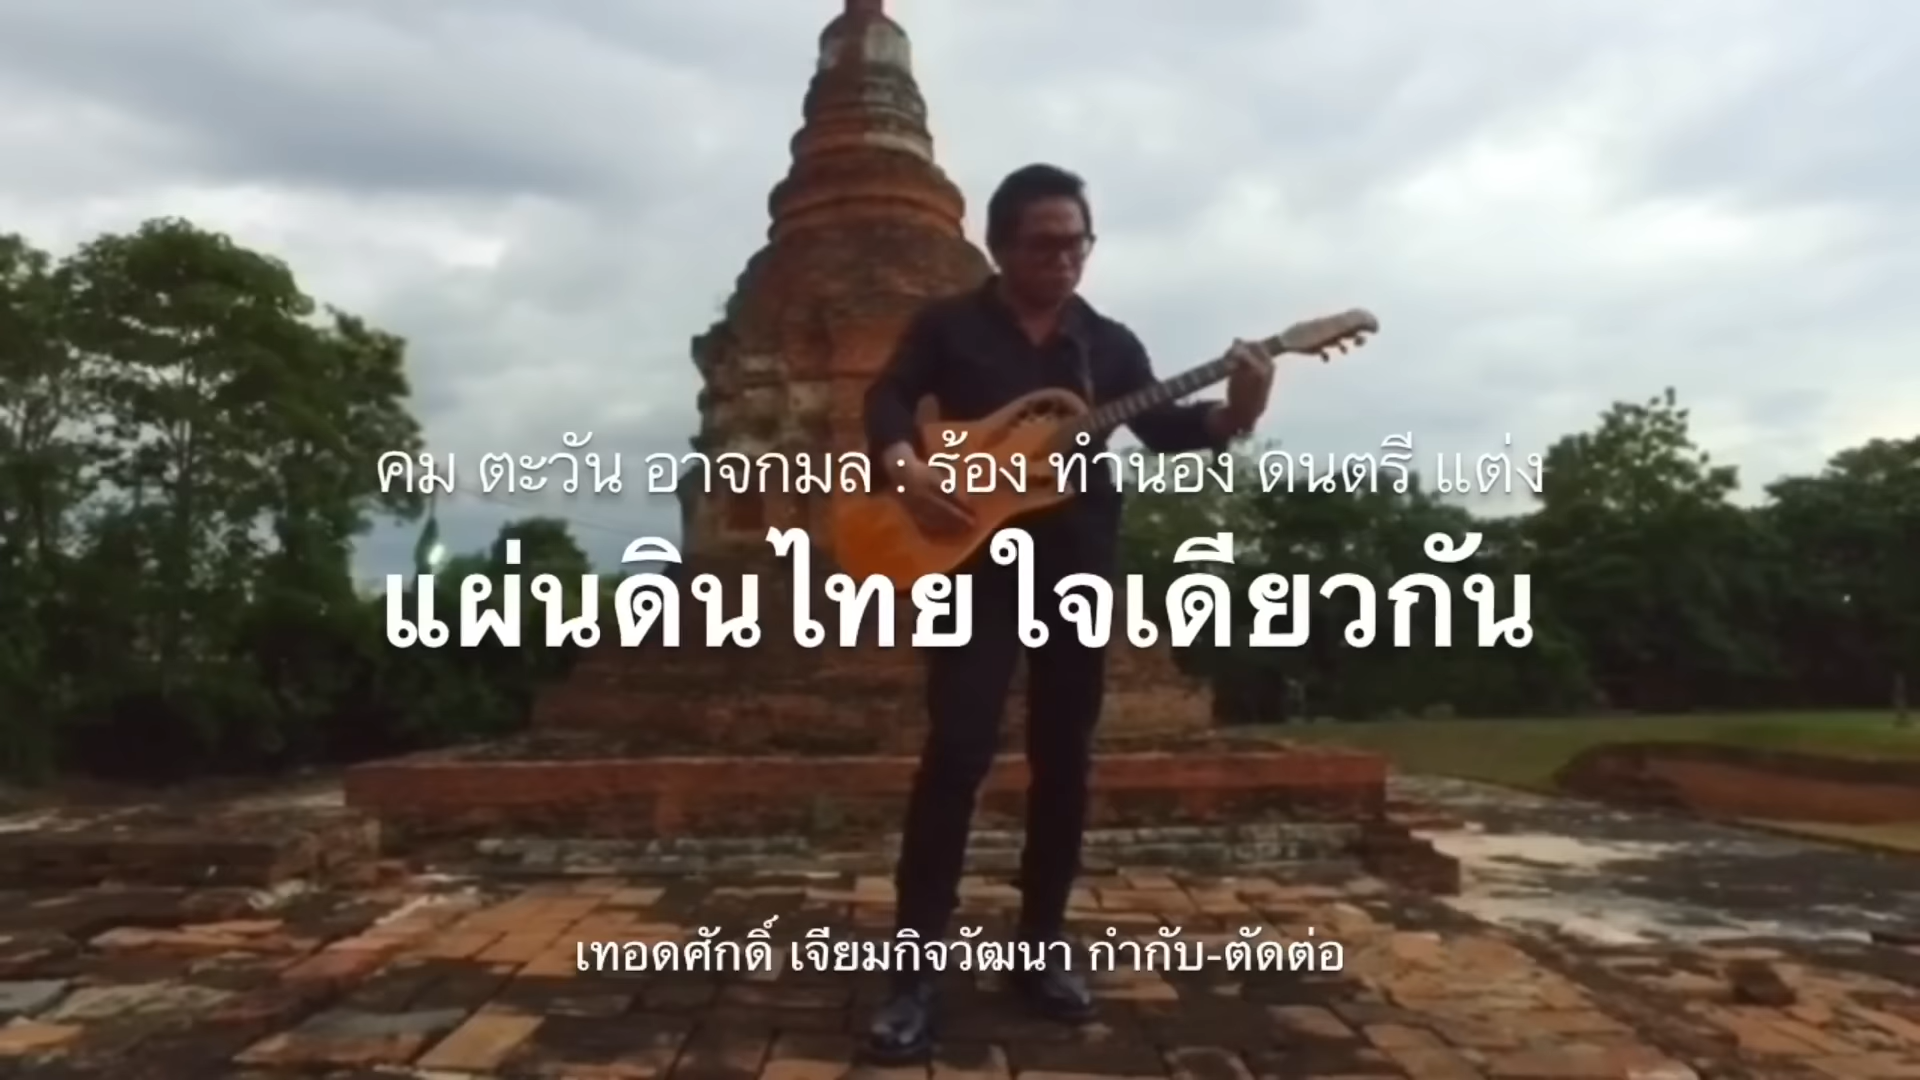 คม ตะวัน อาจกมล : ร้อง ทำนอง ดนตรี แต่ง
แผ่นดินไทย ใจเดียวกัน
เทอดศักดิ์ เจียมกิจวัฒนา กำกับ-ตัดต่อ